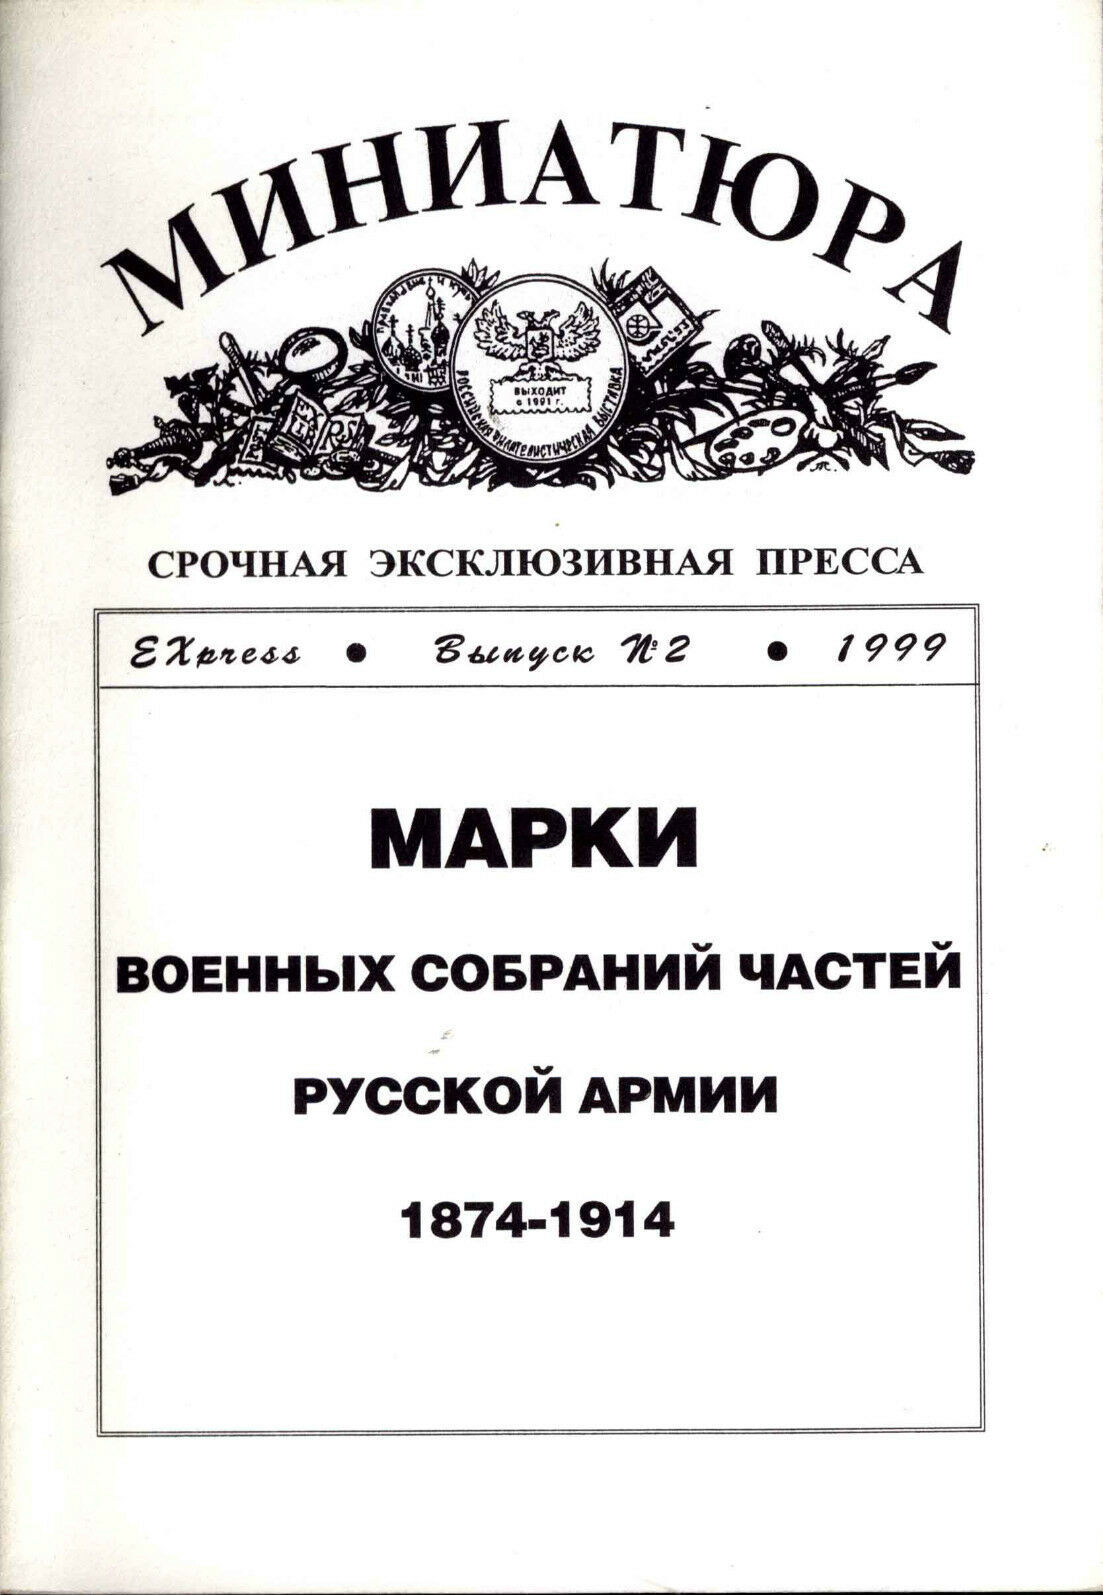 МИНИАТЮРА
ВЫХОДИТ
с 1991 г.
РОССИЙСКАЯ ФИЛАТЕЛИСТИЧЕСКАЯ ВЫСТАВКА
СРОЧНАЯ ЭКСКЛЮЗИВНАЯ ПРЕССА
EXpress • Выпуск №2 • 1999
МАРКИ
ВОЕННЫХ СОБРАНИЙ ЧАСТЕЙ
РУССКОЙ АРМИИ
1874-1914